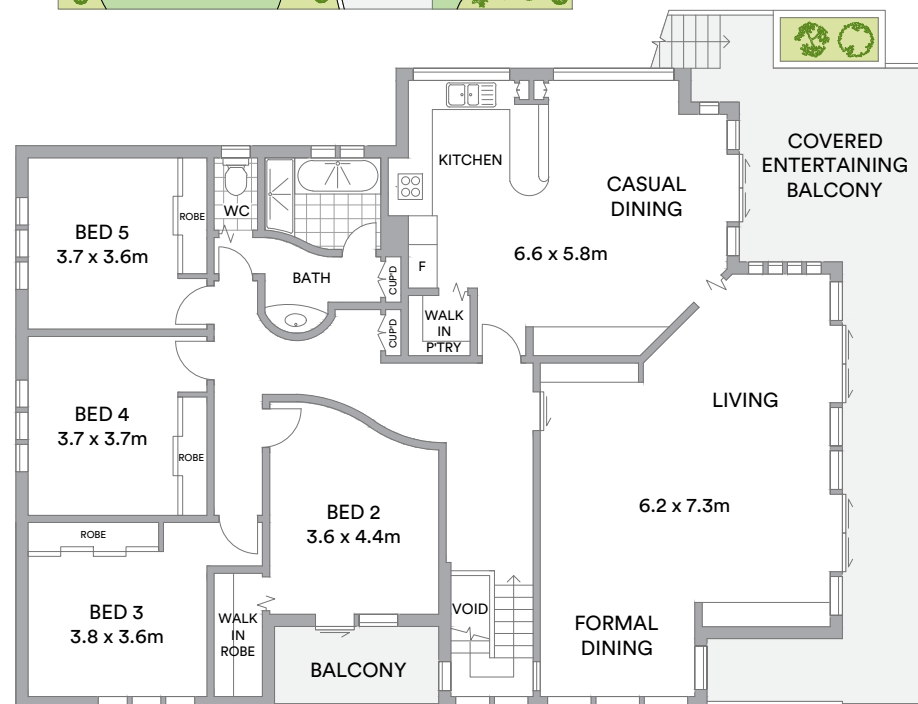 COVERED
ENTERTAINING
BALCONY
KITCHEN
CASUAL
DINING
6.6 x 5.8m
WC
ROBE
BED 5
3.7 x 3.6m
BATH
F
CUP'D
WALK
IN
P'TRY
CUP'D
LIVING
BED 4
3.7 x 3.7m
ROBE
6.2 x 7.3m
BED 2
3.6 x 4.4m
ROBE
BED 3
3.8 x 3.6m
WALK
IN
ROBE
VOID
FORMAL
DINING
BALCONY